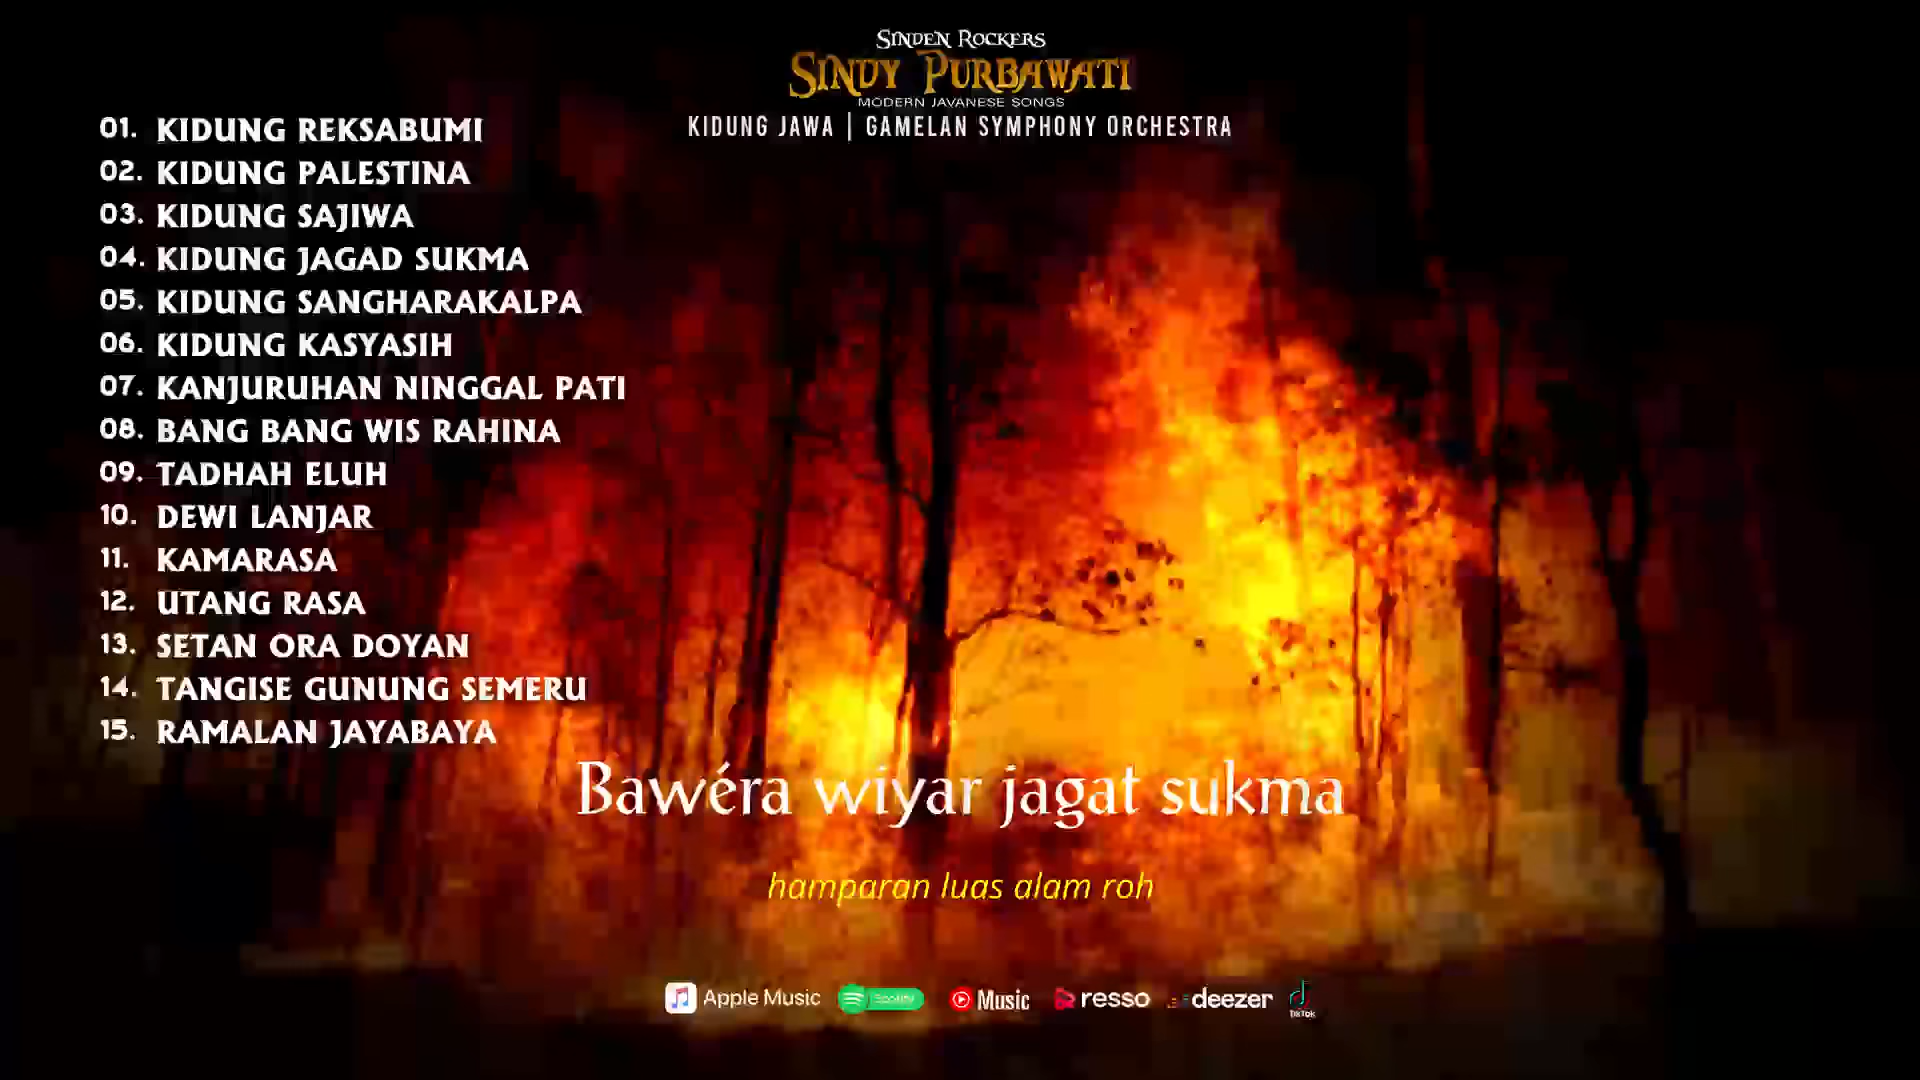 SINDEN ROCKERS
SINDY PURBAWATI
MODERN JAVANESE SONGS
KIDUNG JAWA | GAMELAN SYMPHONY ORCHESTRA
01. KIDUNG REKSABUMI
02. KIDUNG PALESTINA
03. KIDUNG SAJIWA
04. KIDUNG JAGAD SUKMA
05. KIDUNG SANGHARAKALPA
06. KIDUNG KASYASIH
07. KANJURUHAN NINGGAL PATI
08. BANG BANG WIS RAHINA
09. TADHAH ELUH
10. DEWI LANJAR
11. KAMARASA
12. UTANG RASA
13. SETAN ORA DOYAN
14. TANGISE GUNUNG SEMERU
15. RAMALAN JAYABAYA
Bawéra wiyar jagat sukma
hamparan luas alam roh
Apple Music Spotify Music resso deezer TikTok